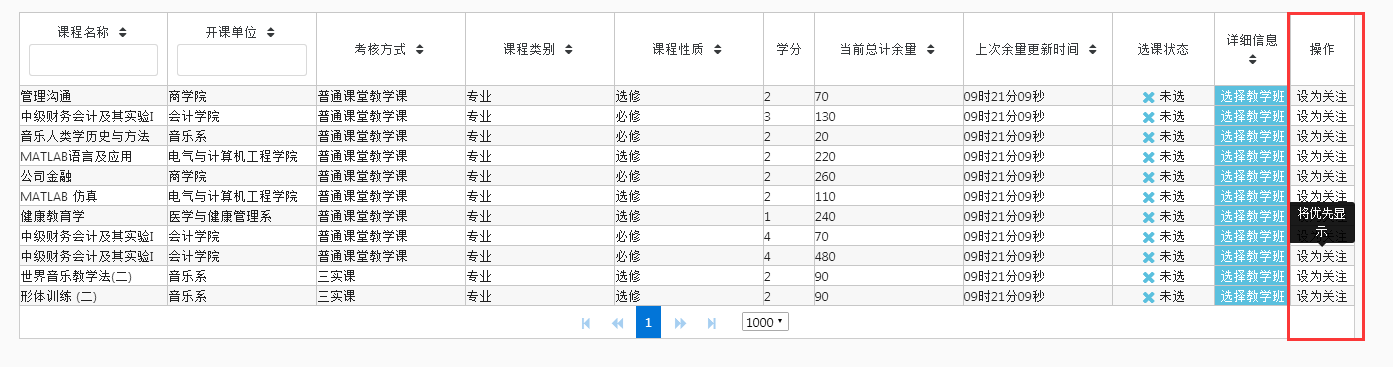 课程名称 开课单位 考核方式 课程类别 课程性质 学分 当前总计余量 上次余量更新时间 选课状态 详细信息 操作
管理沟通 商学院 普通课堂教学课 专业 选修 2 70 09时21分09秒 未选 选择教学班 设为关注
中级财务会计及其实验I 会计学院 普通课堂教学课 专业 必修 3 130 09时21分09秒 未选 选择教学班 设为关注
音乐人类学历史与方法 音乐系 普通课堂教学课 专业 必修 2 20 09时21分09秒 未选 选择教学班 设为关注
MATLAB语言及应用 电气与计算机工程学院 普通课堂教学课 专业 选修 2 220 09时21分09秒 未选 选择教学班 设为关注
公司金融 商学院 普通课堂教学课 专业 必修 2 260 09时21分09秒 未选 选择教学班 设为关注
MATLAB 仿真 电气与计算机工程学院 普通课堂教学课 专业 选修 2 110 09时21分09秒 未选 选择教学班 设为关注
健康教育学 医学与健康管理系 普通课堂教学课 专业 选修 1 240 09时21分09秒 未选 选择教学班
将优先显
示
中级财务会计及其实验I 会计学院 普通课堂教学课 专业 必修 4 70 09时21分09秒 未选 选择教学班
中级财务会计及其实验I 会计学院 普通课堂教学课 专业 必修 4 480 09时21分09秒 未选 选择教学班 设为关注
世界音乐教学法(二) 音乐系 三实课 专业 选修 2 90 09时21分09秒 未选 选择教学班 设为关注
形体训练 (二) 音乐系 三实课 专业 选修 2 90 09时21分09秒 未选 选择教学班 设为关注
1 1000